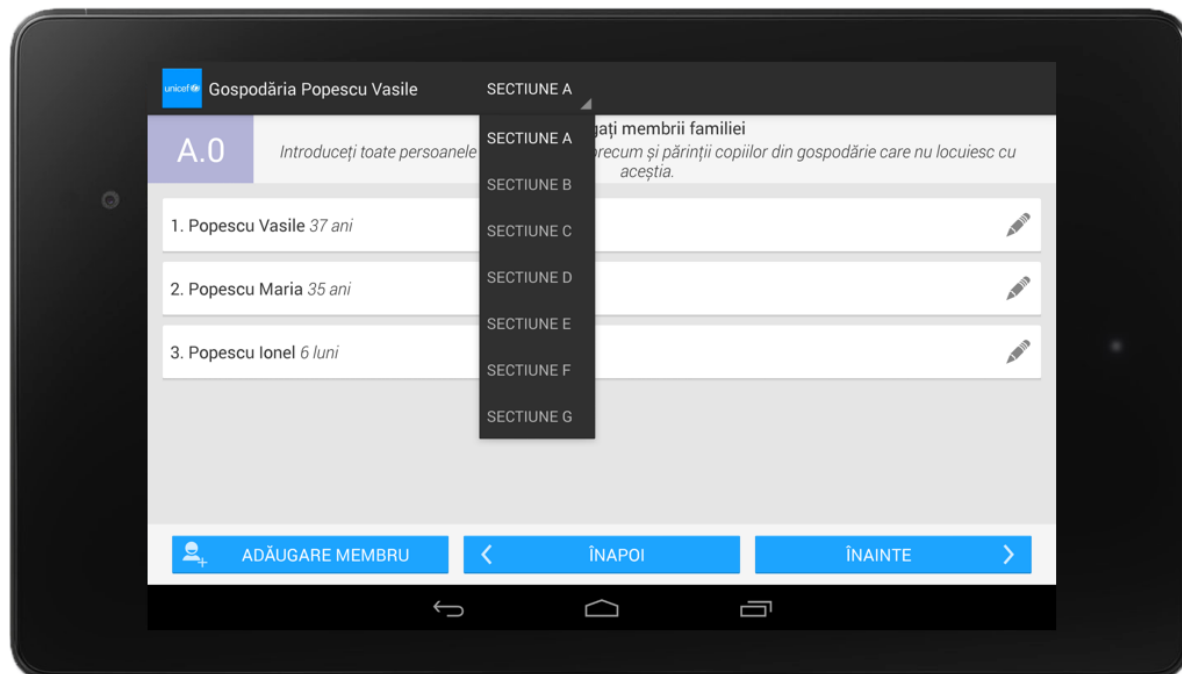 unicef
Gospodăria Popescu Vasile
SECTIUNE A
A.0
gați membrii familiei
Introduceți toate persoanele precum și părinții copiilor din gospodărie care nu locuiesc cu
aceștia.
SECTIUNE A
SECTIUNE B
SECTIUNE C
SECTIUNE D
SECTIUNE E
SECTIUNE F
SECTIUNE G
1. Popescu Vasile 37 ani
2. Popescu Maria 35 ani
3. Popescu Ionel 6 luni
ADĂUGARE MEMBRU
ÎNAPOI
ÎNAINTE